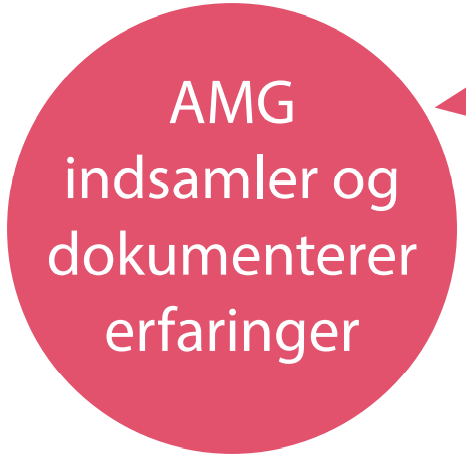 AMG
indsamler og
dokumenterer
erfaringer